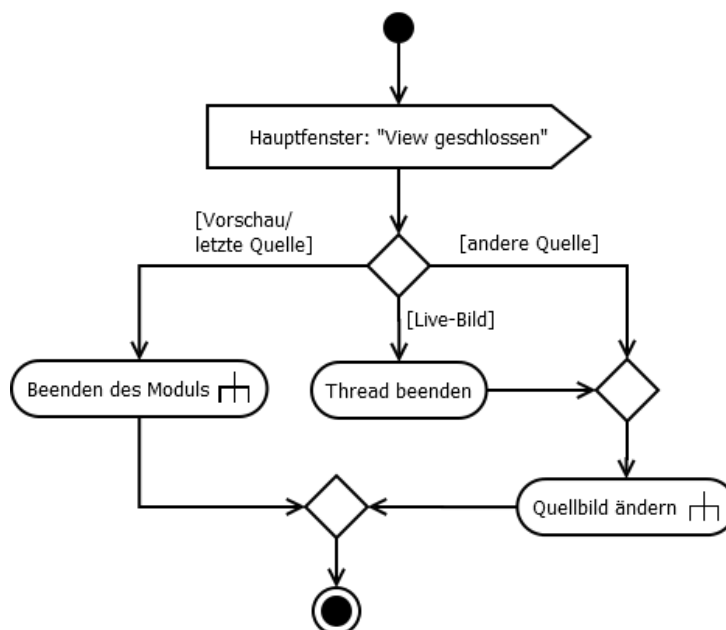 Hauptfenster: "View geschlossen"
[Vorschau/
letzte Quelle]
[andere Quelle]
[Live-Bild]
Beenden des Moduls
Thread beenden
Quellbild ändern